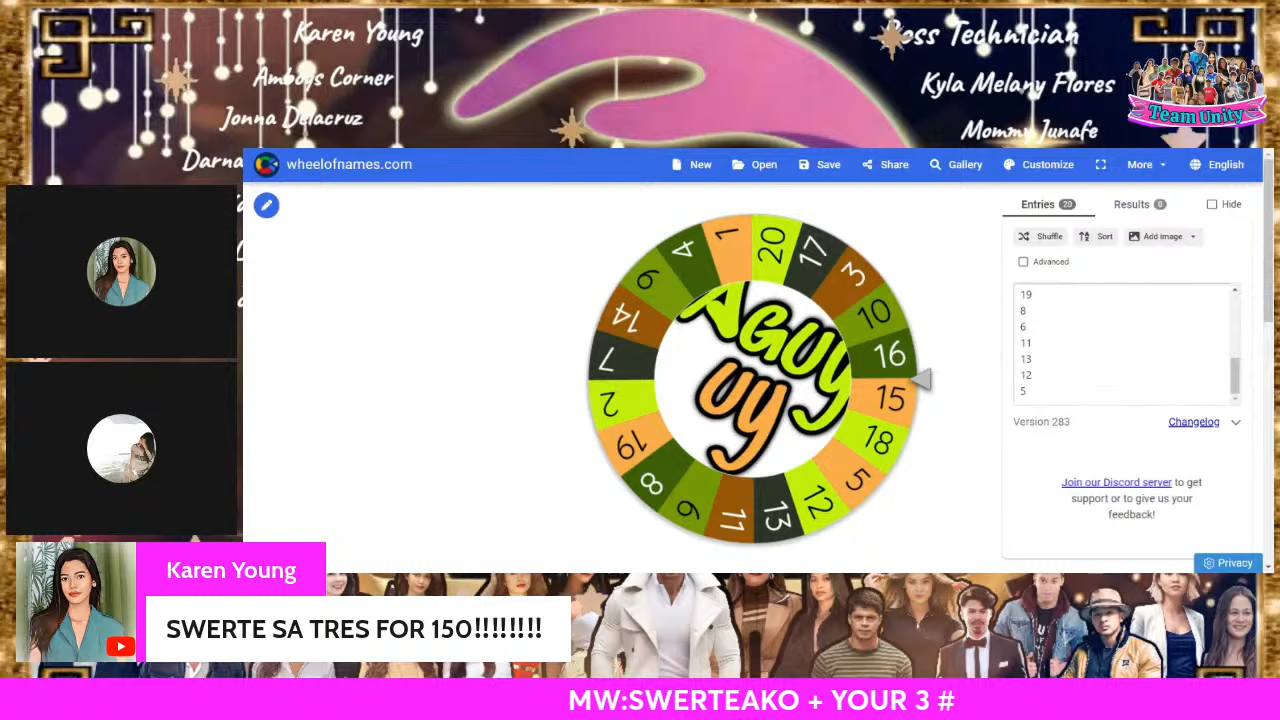 Karen Young
Amboys Corner
Jonna Delacruz
Darna
Boss Technician
Kyla Melany Flores
Mommy Junafe
Team Unity
wheelofnames.com
New
Open
Save
Share
Gallery
Customize
More
English
Entries 20
Results 0
Hide
Shuffle
Sort
Add image
Advanced
19
8
6
11
13
12
5
Version 283
Changelog
Join our Discord server to get
support or to give us your
feedback!
Privacy
20
17
3
10
16
15
18
5
12
13
11
6
8
19
2
7
14
9
4
1
AGUY
UY
Karen Young
SWERTE SA TRES FOR 150!!!!!!!!
MW:SWERTEAKO + YOUR 3 #